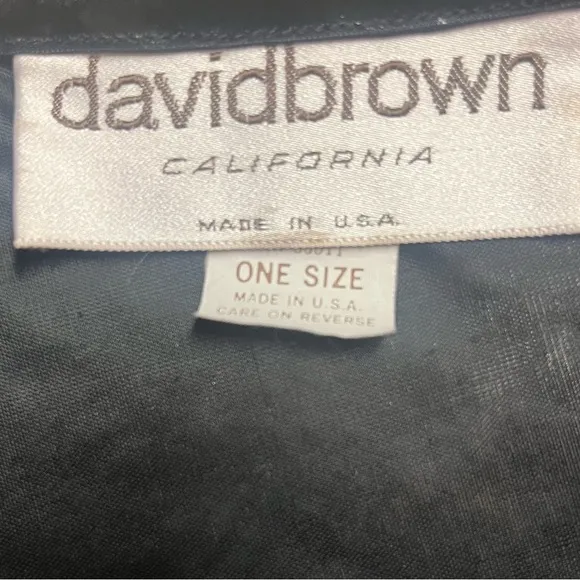 davidbrown
CALIFORNIA
MADE IN U.S.A.
ONE SIZE
MADE IN U.S.A.
CARE ON REVERSE